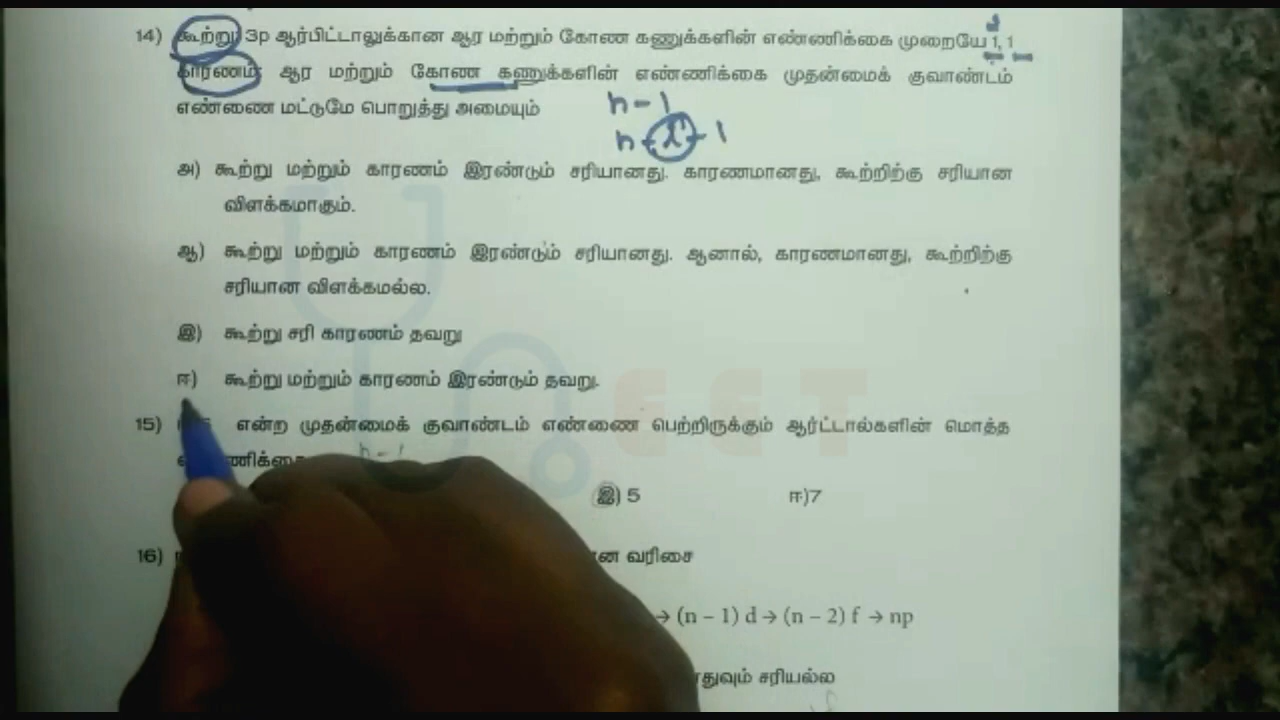 14) கூற்று 3p ஆர்பிட்டாலுக்கான ஆர மற்றும் கோண கணுக்களின் எண்ணிக்கை முறையே 1, 1
காரணம்: ஆர மற்றும் கோண கணுக்களின் எண்ணிக்கை முதன்மைக் குவாண்டம்
எண்ணை மட்டுமே பொறுத்து அமையும்
n - 1
n - l - 1
அ) கூற்று மற்றும் காரணம் இரண்டும் சரியானது. காரணமானது, கூற்றிற்கு சரியான
விளக்கமாகும்.
ஆ) கூற்று மற்றும் காரணம் இரண்டும் சரியானது. ஆனால், காரணமானது, கூற்றிற்கு
சரியான விளக்கமல்ல.
இ) கூற்று சரி காரணம் தவறு
ஈ) கூற்று மற்றும் காரணம் இரண்டும் தவறு.
EET
15) என்ற முதன்மைக் குவாண்டம் எண்ணை பெற்றிருக்கும் ஆர்ட்டால்களின் மொத்த
இ) 5 ஈ)7
16) வரிசை
→ (n – 1) d → (n – 2) f → np
சரியல்ல